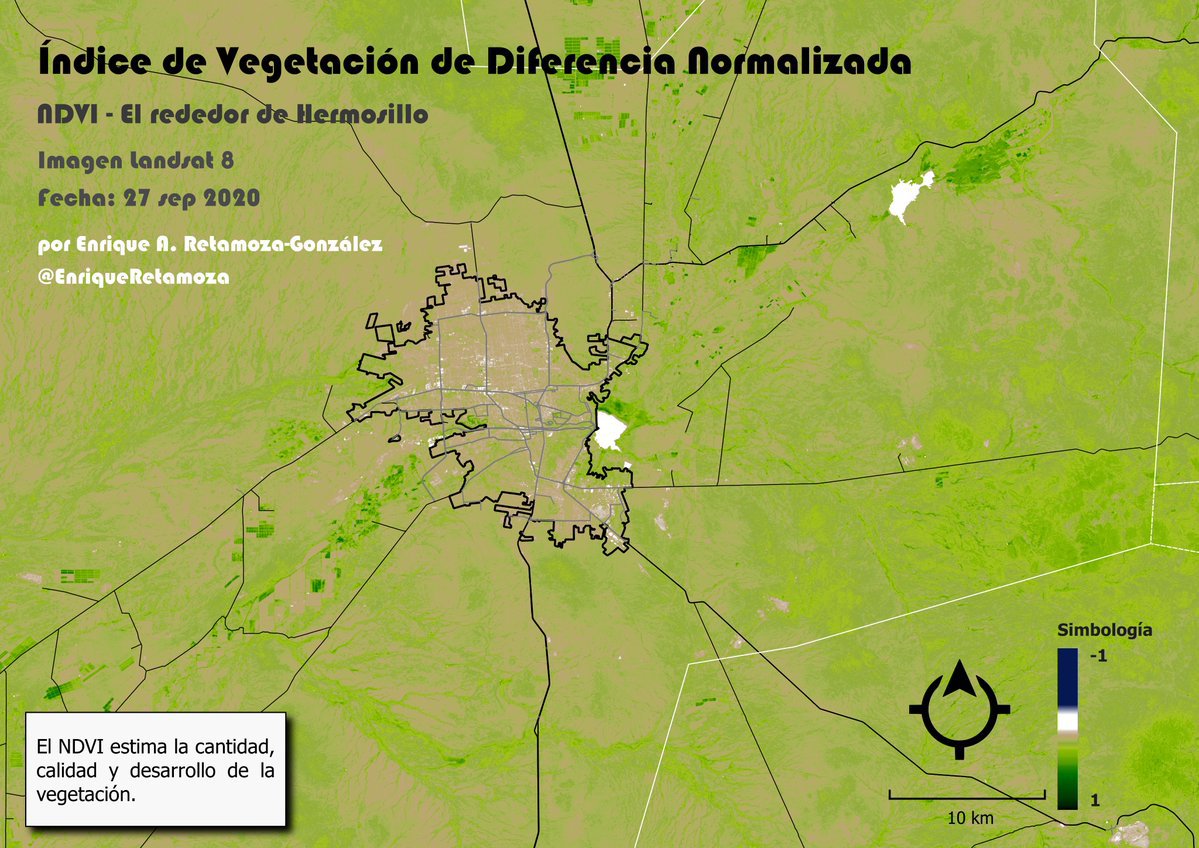 Índice de Vegetación de Diferencia Normalizada
NDVI - El rededor de Hermosillo
Imagen Landsat 8
Fecha: 27 sep 2020
por Enrique A. Retamoza-González
@EnriqueRetamoza
Simbología
-1
1
10 km
El NDVI estima la cantidad,
calidad y desarrollo de la
vegetación.